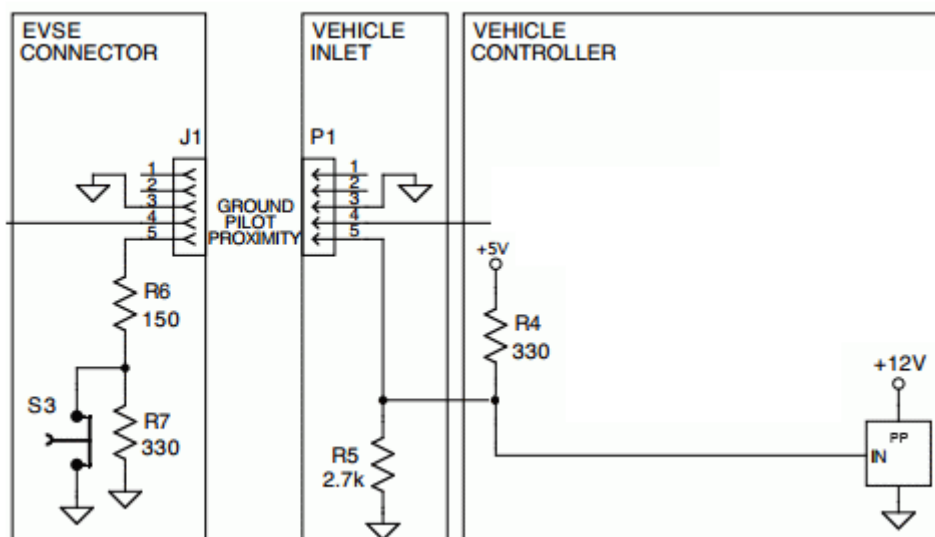 EVSE
CONNECTOR
VEHICLE
INLET
VEHICLE
CONTROLLER
J1
1
2
3
4
5
GROUND
PILOT
PROXIMITY
P1
1
2
3
4
5
R6
150
S3
R7
330
R5
2.7k
+5V
R4
330
+12V
PP
IN